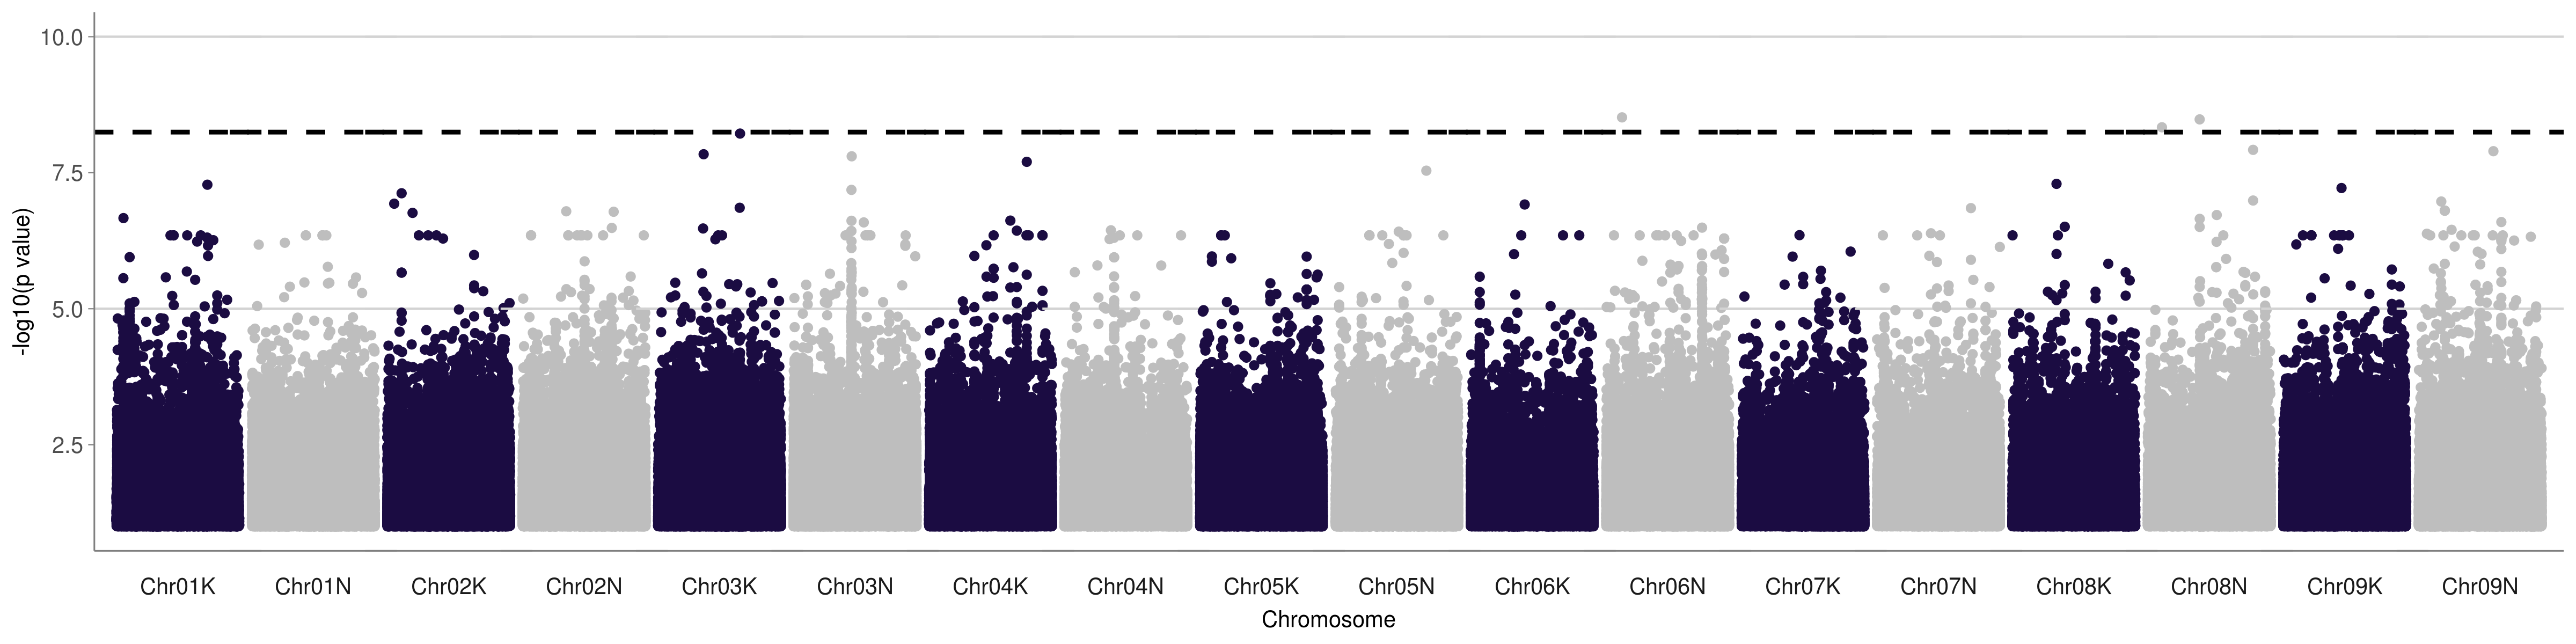 -log10(p value)
10.0
7.5
5.0
2.5
Chr01K Chr01N Chr02K Chr02N Chr03K Chr03N Chr04K Chr04N Chr05K Chr05N Chr06K Chr06N Chr07K Chr07N Chr08K Chr08N Chr09K Chr09N
Chromosome